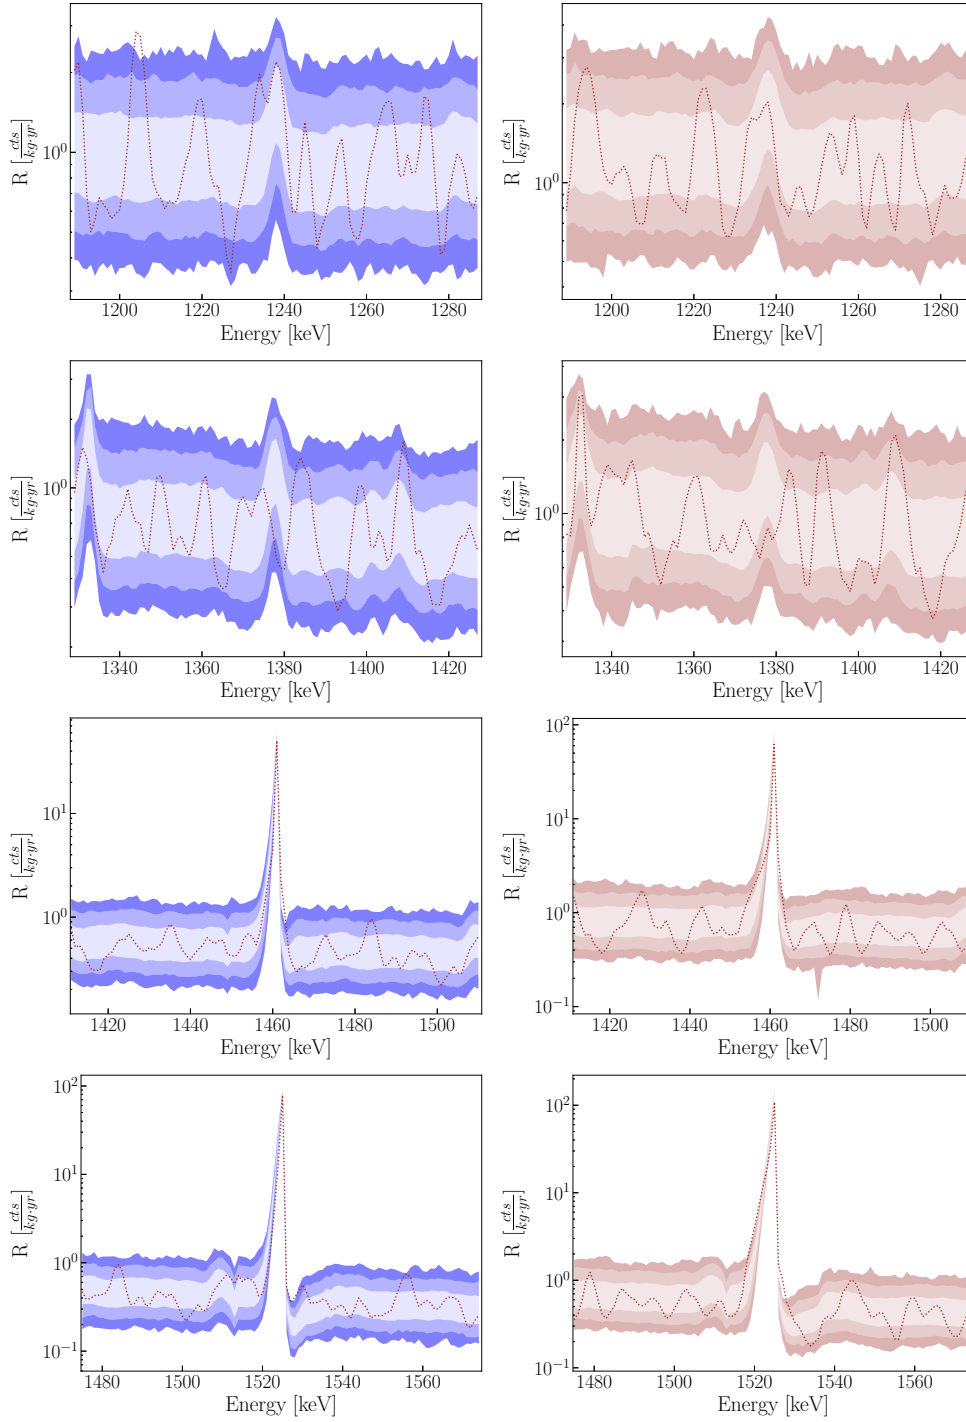 R [cts/kg·yr]
10⁰
1200 1220 1240 1260 1280
Energy [keV]
R [cts/kg·yr]
10⁰
1200 1220 1240 1260 1280
Energy [keV]
R [cts/kg·yr]
10⁰
1340 1360 1380 1400 1420
Energy [keV]
R [cts/kg·yr]
10⁰
1340 1360 1380 1400 1420
Energy [keV]
R [cts/kg·yr]
10¹
10⁰
1420 1440 1460 1480 1500
Energy [keV]
R [cts/kg·yr]
10²
10¹
10⁰
10⁻¹
1420 1440 1460 1480 1500
Energy [keV]
R [cts/kg·yr]
10²
10¹
10⁰
10⁻¹
1480 1500 1520 1540 1560
Energy [keV]
R [cts/kg·yr]
10²
10¹
10⁰
10⁻¹
1480 1500 1520 1540 1560
Energy [keV]